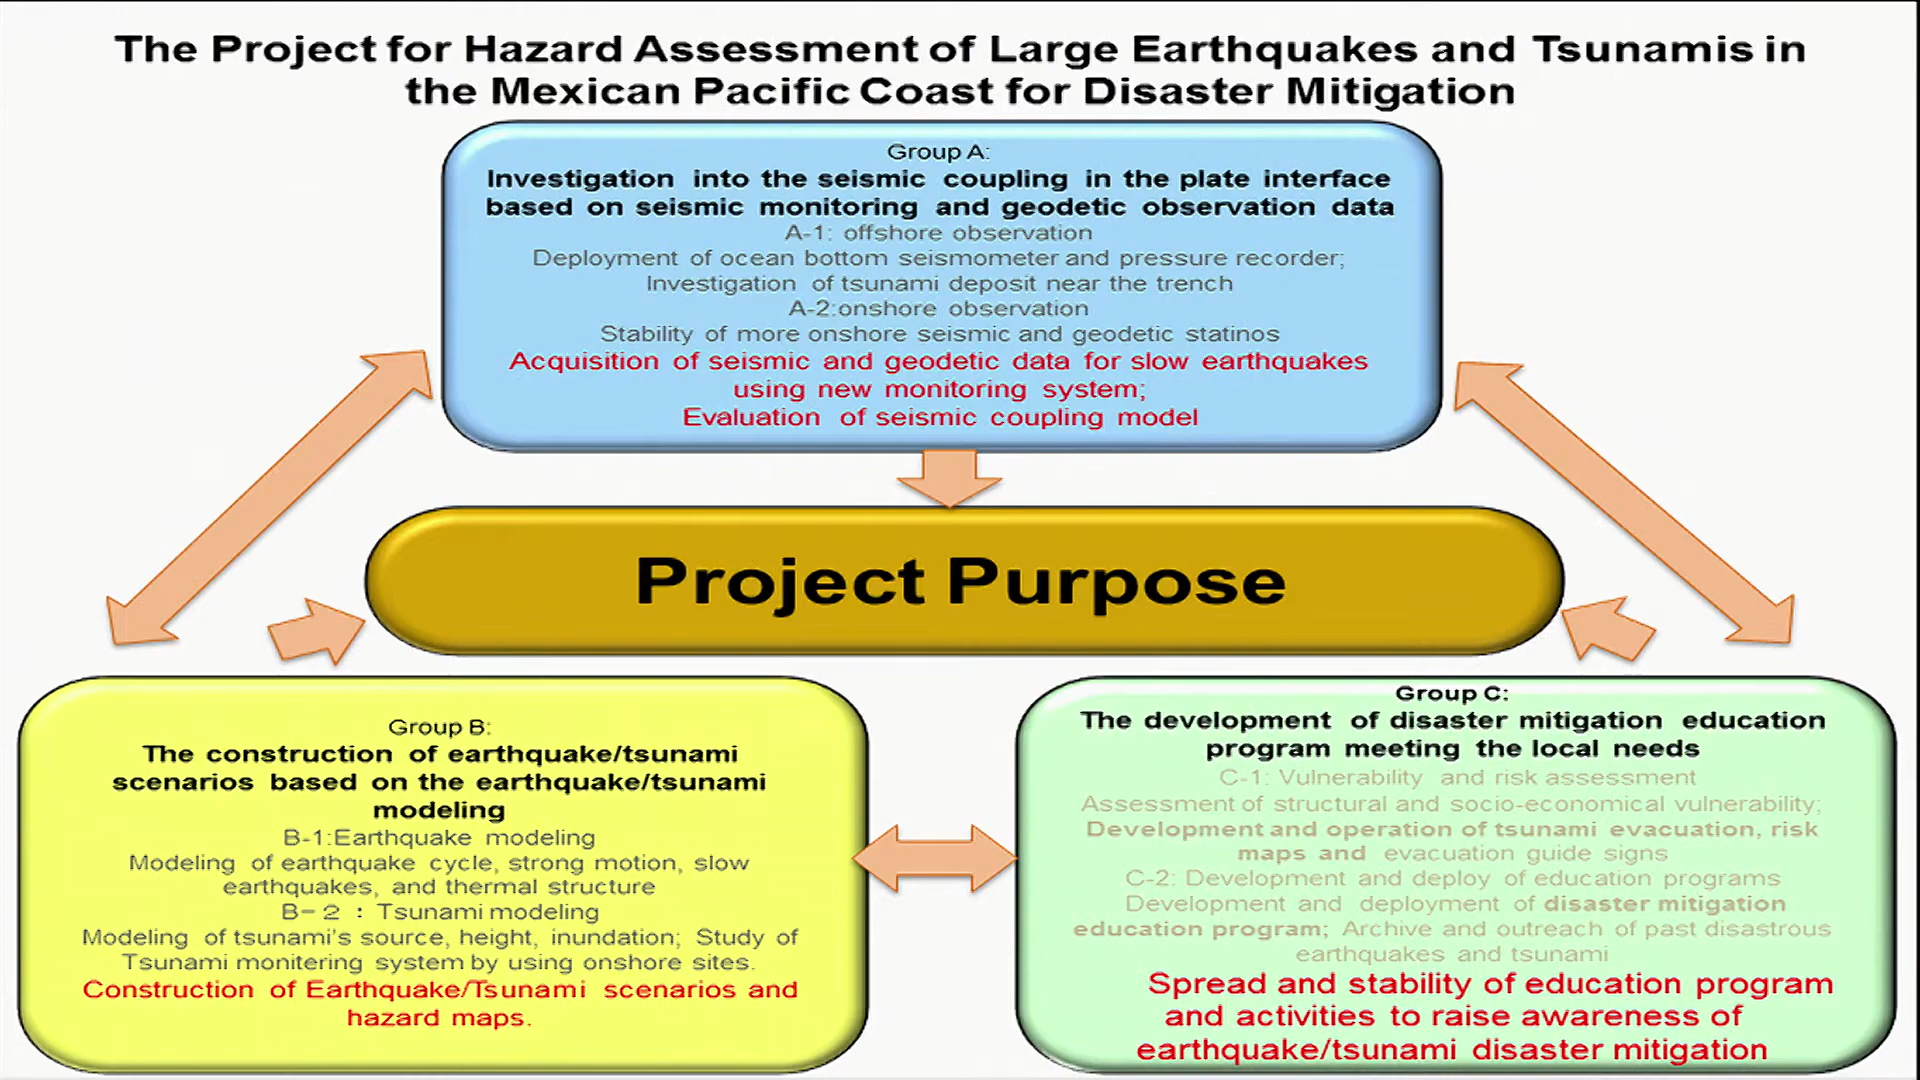 The Project for Hazard Assessment of Large Earthquakes and Tsunamis in
the Mexican Pacific Coast for Disaster Mitigation
Group A:
Investigation into the seismic coupling in the plate interface
based on seismic monitoring and geodetic observation data
A-1: offshore observation
Deployment of ocean bottom seismometer and pressure recorder;
Investigation of tsunami deposit near the trench
A-2:onshore observation
Stability of more onshore seismic and geodetic statinos
Acquisition of seismic and geodetic data for slow earthquakes
using new monitoring system;
Evaluation of seismic coupling model
Project Purpose
Group B:
The construction of earthquake/tsunami
scenarios based on the earthquake/tsunami
modeling
B-1:Earthquake modeling
Modeling of earthquake cycle, strong motion, slow
earthquakes, and thermal structure
B-２：Tsunami modeling
Modeling of tsunami's source, height, inundation; Study of
Tsunami monitering system by using onshore sites.
Construction of Earthquake/Tsunami scenarios and
hazard maps.
Group C:
The development of disaster mitigation education
program meeting the local needs
C-1: Vulnerability and risk assessment
Assessment of structural and socio-economical vulnerability;
Development and operation of tsunami evacuation, risk
maps and evacuation guide signs
C-2: Development and deploy of education programs
Development and deployment of disaster mitigation
education program; Archive and outreach of past disastrous
earthquakes and tsunami
Spread and stability of education program
and activities to raise awareness of
earthquake/tsunami disaster mitigation